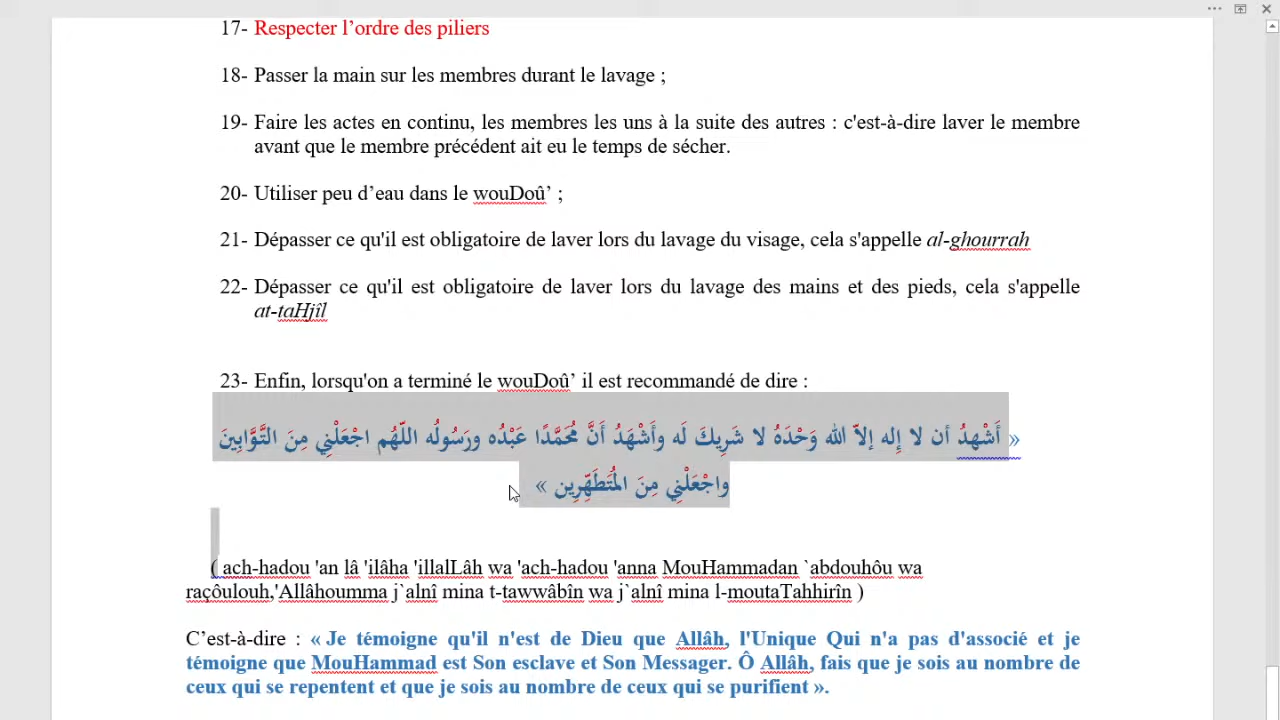 17- Respecter l’ordre des piliers
18- Passer la main sur les membres durant le lavage ;
19- Faire les actes en continu, les membres les uns à la suite des autres : c'est-à-dire laver le membre
avant que le membre précédent ait eu le temps de sécher.
20- Utiliser peu d’eau dans le wouDoû’ ;
21- Dépasser ce qu'il est obligatoire de laver lors du lavage du visage, cela s'appelle al-ghourrah
22- Dépasser ce qu'il est obligatoire de laver lors du lavage des mains et des pieds, cela s'appelle
at-taHjîl
23- Enfin, lorsqu'on a terminé le wouDoû’ il est recommandé de dire :
« أَشْهدُ أن لا إِله إلاّ الله وَحْدَهُ لا شَرِيكَ لَه وأَشْهَدُ أَنَّ مُحَمَّدًا عَبْدُه ورَسُولُه اللّهُم اجْعَلْنِي مِنَ التَّوَّابِينَ
واجْعَلْنِي مِنَ المُتَطَهِّرِين »
( ach-hadou 'an lâ 'ilâha 'illalLâh wa 'ach-hadou 'anna MouHammadan `abdouhôu wa
raçôulouh,'Allâhoumma j`alnî mina t-tawwâbîn wa j`alnî mina l-moutaTahhirîn )
C’est-à-dire : « Je témoigne qu'il n'est de Dieu que Allâh, l'Unique Qui n'a pas d'associé et je
témoigne que MouHammad est Son esclave et Son Messager. Ô Allâh, fais que je sois au nombre de
ceux qui se repentent et que je sois au nombre de ceux qui se purifient ».